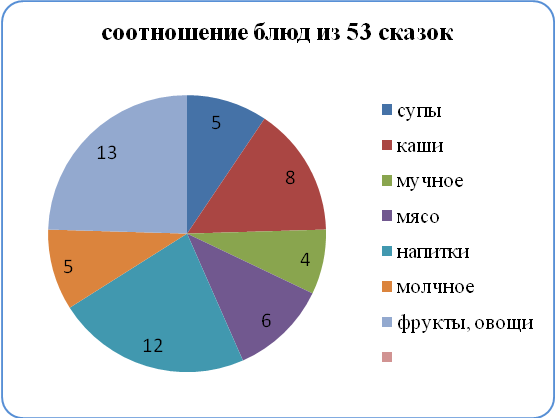 соотношение блюд из 53 сказок
5
8
4
6
12
5
13
супы
каши
мучное
мясо
напитки
молчное
фрукты, овощи